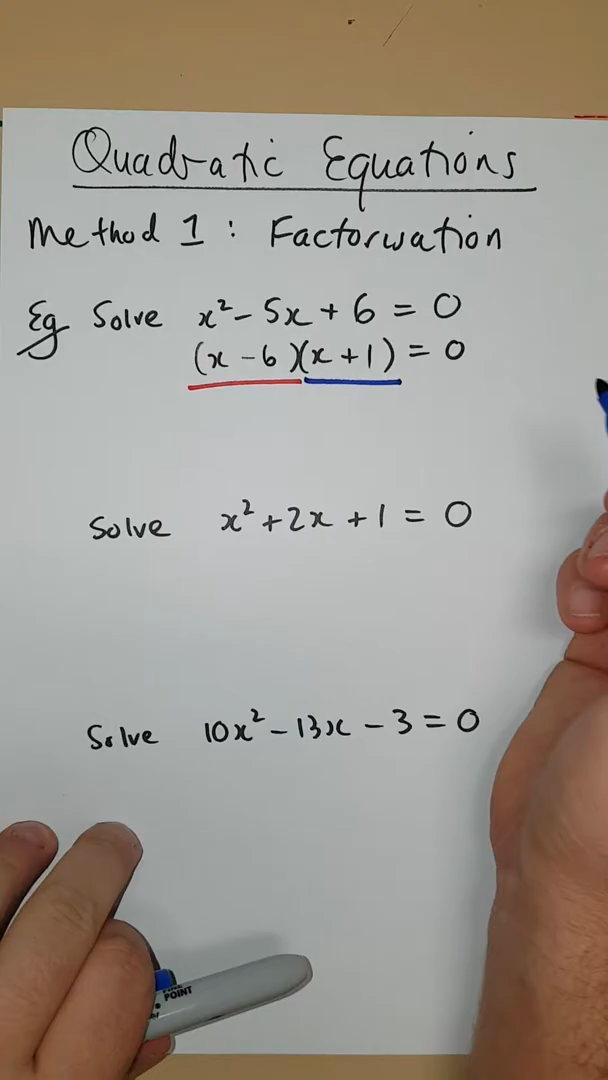 Quadratic Equations
Method 1 : Factorisation
Eg Solve x² - 5x + 6 = 0
(x - 6)(x + 1) = 0
Solve x² + 2x + 1 = 0
Solve 10x² - 13x - 3 = 0
POINT